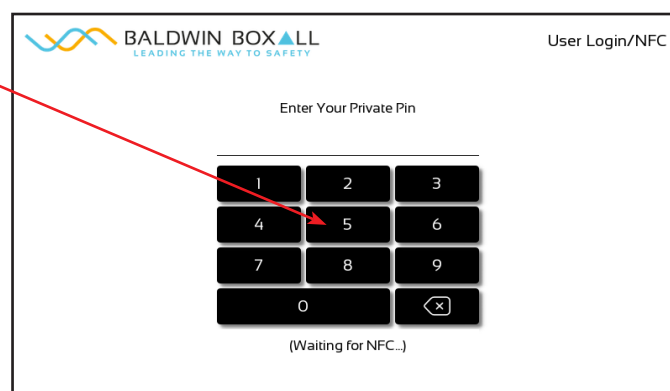 BALDWIN BOXALL
LEADING THE WAY TO SAFETY
User Login/NFC
Enter Your Private Pin
1 2 3
4 5 6
7 8 9
0
(Waiting for NFC...)